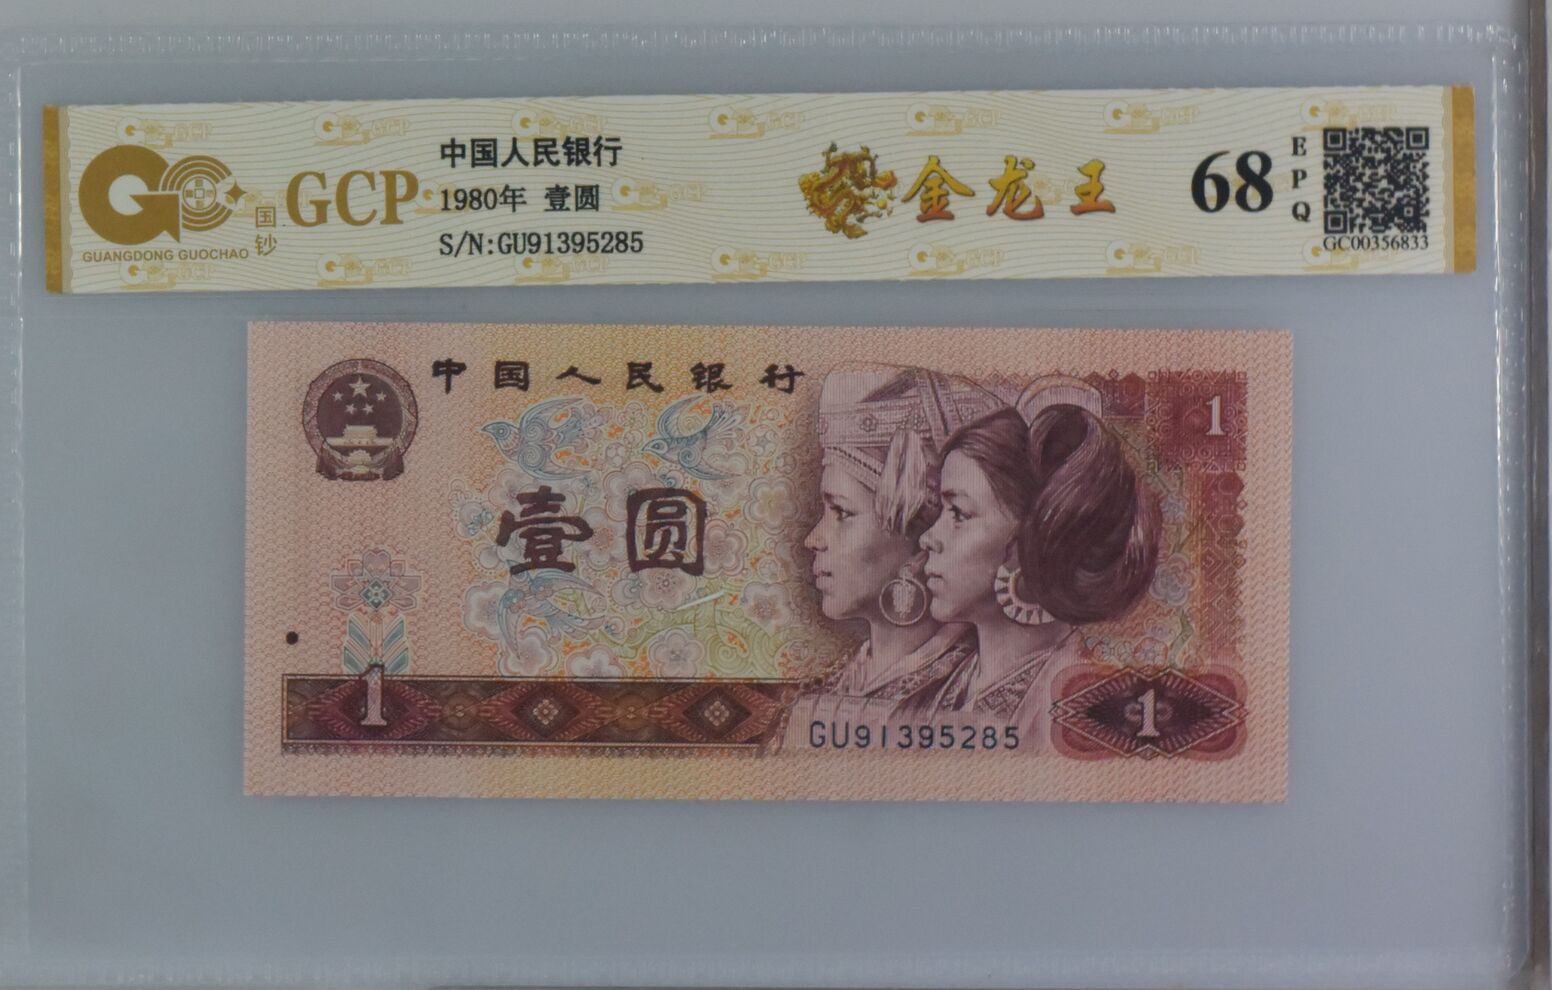 GUANGDONG GUOCHAO
国钞
GCP
中国人民银行
1980年 壹圆
S/N:GU91395285
金龙王
68
EPQ
GC00356833
中国人民银行
1
壹圆
1
GU91395285
1